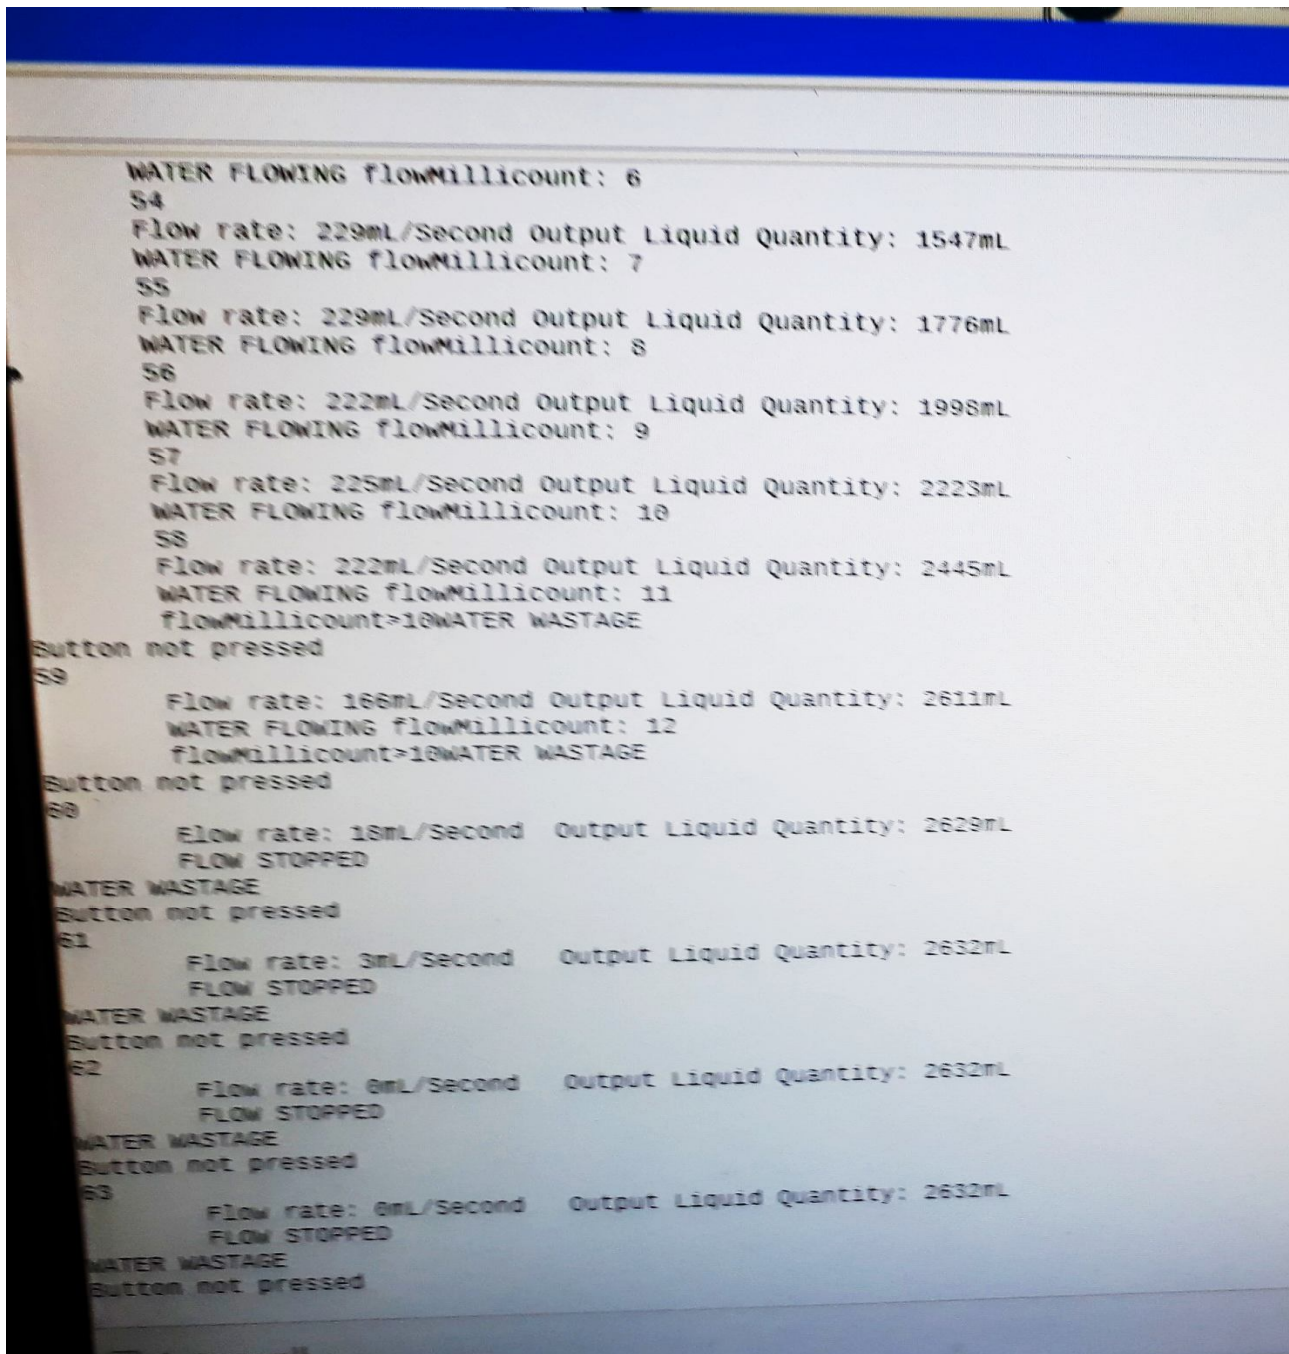 WATER FLOWING flowMillicount: 6
54
Flow rate: 229mL/Second Output Liquid Quantity: 1547mL
WATER FLOWING flowMillicount: 7
55
Flow rate: 229mL/Second Output Liquid Quantity: 1776mL
WATER FLOWING flowMillicount: 8
56
Flow rate: 222mL/Second Output Liquid Quantity: 1998mL
WATER FLOWING flowMillicount: 9
57
Flow rate: 225mL/Second Output Liquid Quantity: 2223mL
WATER FLOWING flowMillicount: 10
58
Flow rate: 222mL/Second Output Liquid Quantity: 2445mL
WATER FLOWING flowMillicount: 11
flowMillicount>10WATER WASTAGE
Button not pressed
59
Flow rate: 166mL/Second Output Liquid Quantity: 2611mL
WATER FLOWING flowMillicount: 12
flowMillicount>10WATER WASTAGE
Button not pressed
60
Flow rate: 18mL/Second Output Liquid Quantity: 2629mL
FLOW STOPPED
WATER WASTAGE
Button not pressed
61
Flow rate: 3mL/Second Output Liquid Quantity: 2632mL
FLOW STOPPED
WATER WASTAGE
Button not pressed
62
Flow rate: 0mL/Second Output Liquid Quantity: 2632mL
FLOW STOPPED
WATER WASTAGE
Button not pressed
63
Flow rate: 0mL/Second Output Liquid Quantity: 2632mL
FLOW STOPPED
WATER WASTAGE
Button not pressed